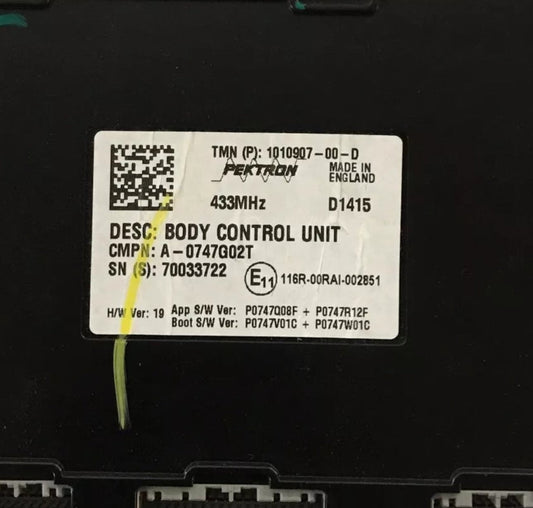 TMN (P): 1010907-00-D
PEKTRON MADE IN ENGLAND
433MHz D1415
DESC: BODY CONTROL UNIT
CMPN: A-0747G02T
SN (S): 70033722
E11 116R-00RAI-002851
H/W Ver: 19 App S/W Ver: P0747Q08F + P0747R12F
Boot S/W Ver: P0747V01C + P0747W01C